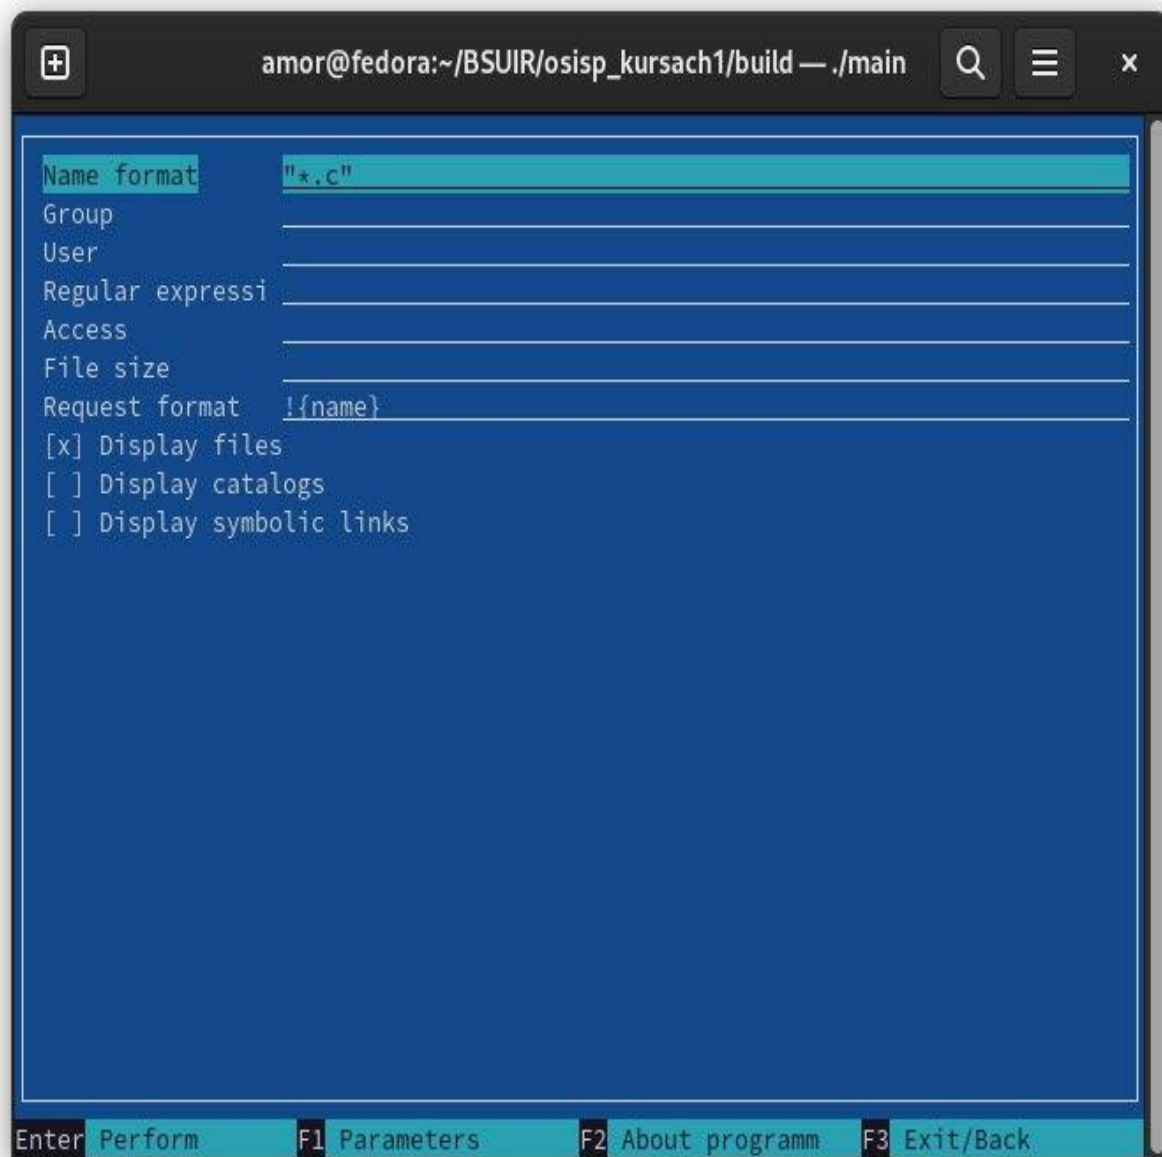 amor@fedora:~/BSUIR/osisp_kursach1/build — ./main
Name format "*.c"
Group
User
Regular expressi
Access
File size
Request format !{name}
[x] Display files
[ ] Display catalogs
[ ] Display symbolic links
Enter Perform F1 Parameters F2 About programm F3 Exit/Back